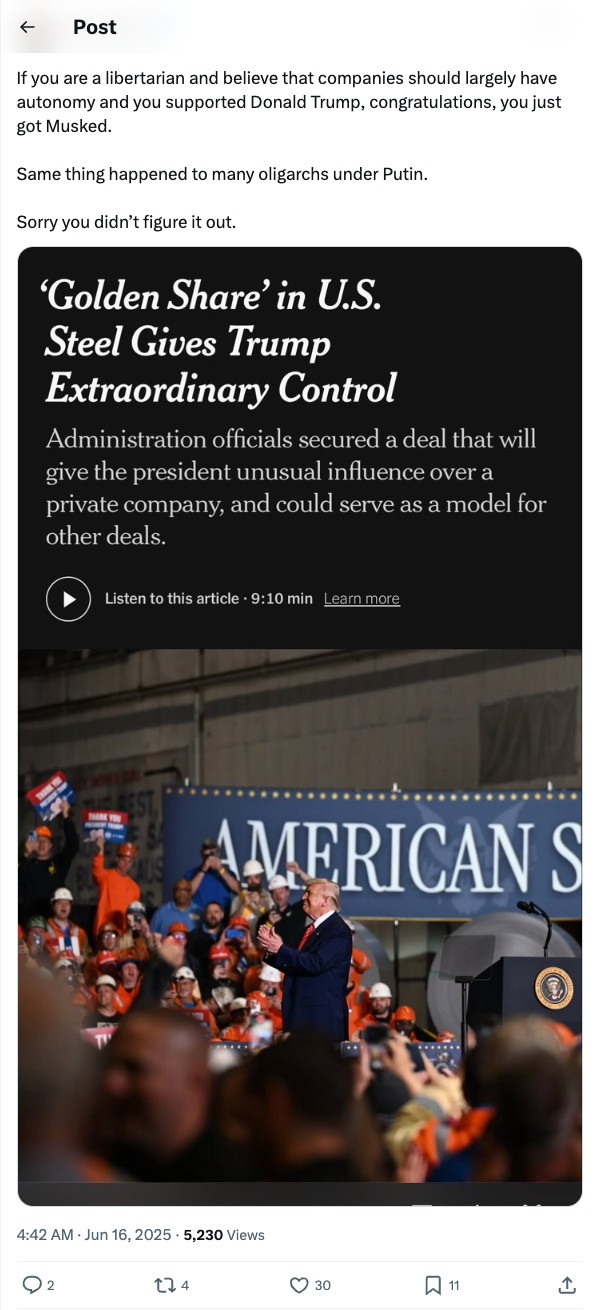 Post
If you are a libertarian and believe that companies should largely have
autonomy and you supported Donald Trump, congratulations, you just
got Musked.
Same thing happened to many oligarchs under Putin.
Sorry you didn’t figure it out.
‘Golden Share’ in U.S.
Steel Gives Trump
Extraordinary Control
Administration officials secured a deal that will
give the president unusual influence over a
private company, and could serve as a model for
other deals.
Listen to this article · 9:10 min Learn more
THANK YOU
PRESIDENT TRUMP!
THANK YOU
PRESIDENT TRUMP!
AMERICAN S
4:42 AM · Jun 16, 2025 · 5,230 Views
2 4 30 11